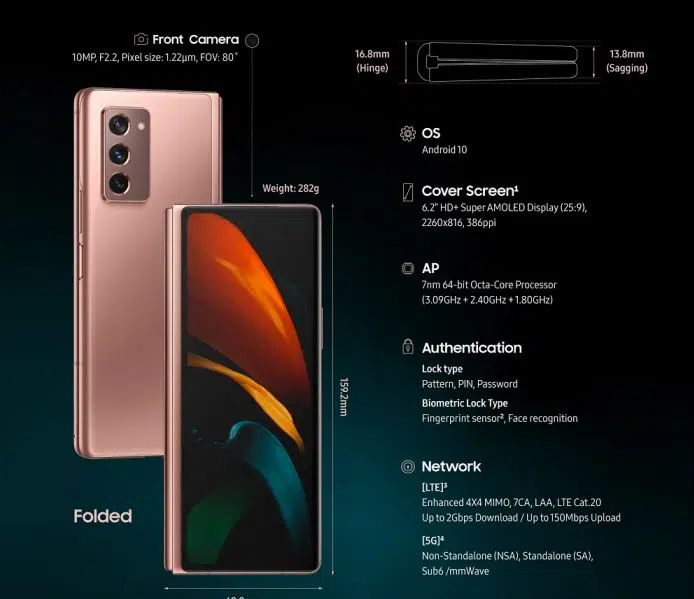 Front Camera
10MP, F2.2, Pixel size: 1.22μm, FOV: 80˚
16.8mm
(Hinge)
13.8mm
(Sagging)
Weight: 282g
159.2mm
Folded
OS
Android 10
Cover Screen¹
6.2” HD+ Super AMOLED Display (25:9),
2260x816, 386ppi
AP
7nm 64-bit Octa-Core Processor
(3.09GHz + 2.40GHz + 1.80GHz)
Authentication
Lock type
Pattern, PIN, Password
Biometric Lock Type
Fingerprint sensor², Face recognition
Network
[LTE]³
Enhanced 4X4 MIMO, 7CA, LAA, LTE Cat.20
Up to 2Gbps Download / Up to 150Mbps Upload
[5G]⁴
Non-Standalone (NSA), Standalone (SA),
Sub6 /mmWave